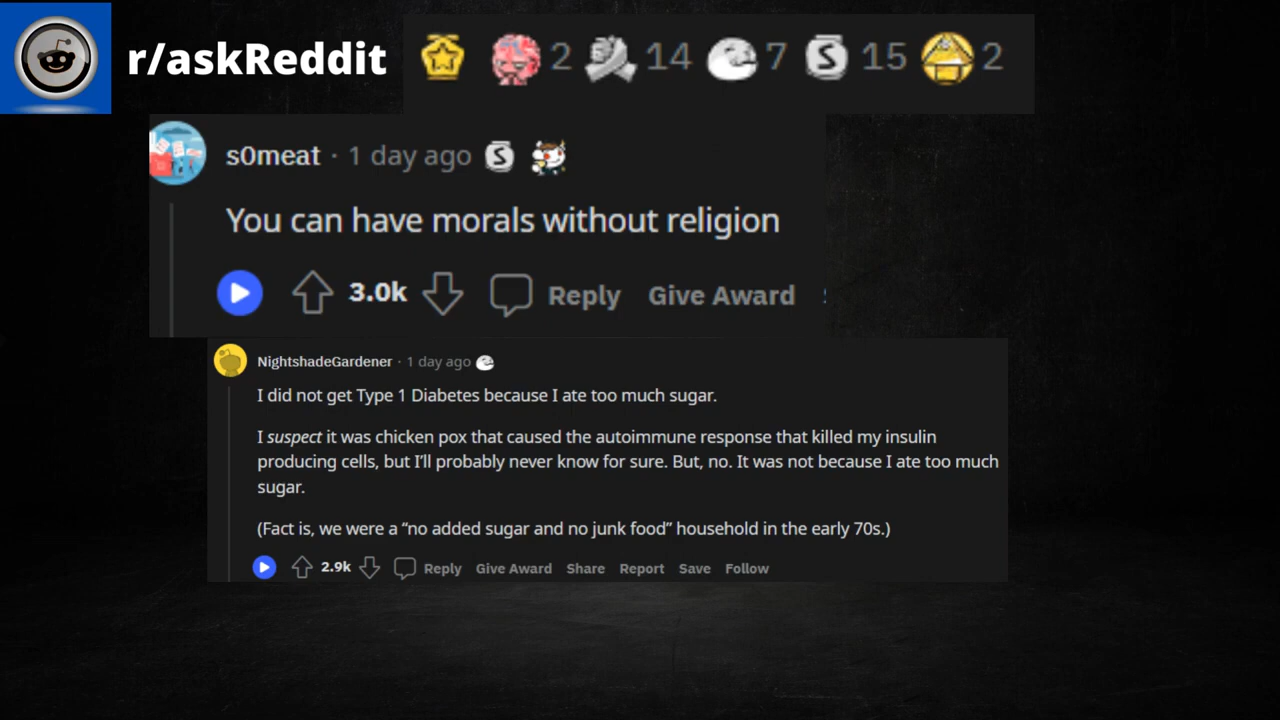 r/askReddit 2 14 7 15 2
s0meat · 1 day ago
You can have morals without religion
3.0k Reply Give Award
NightshadeGardener · 1 day ago
I did not get Type 1 Diabetes because I ate too much sugar.
I suspect it was chicken pox that caused the autoimmune response that killed my insulin
producing cells, but I’ll probably never know for sure. But, no. It was not because I ate too much
sugar.
(Fact is, we were a “no added sugar and no junk food” household in the early 70s.)
2.9k Reply Give Award Share Report Save Follow